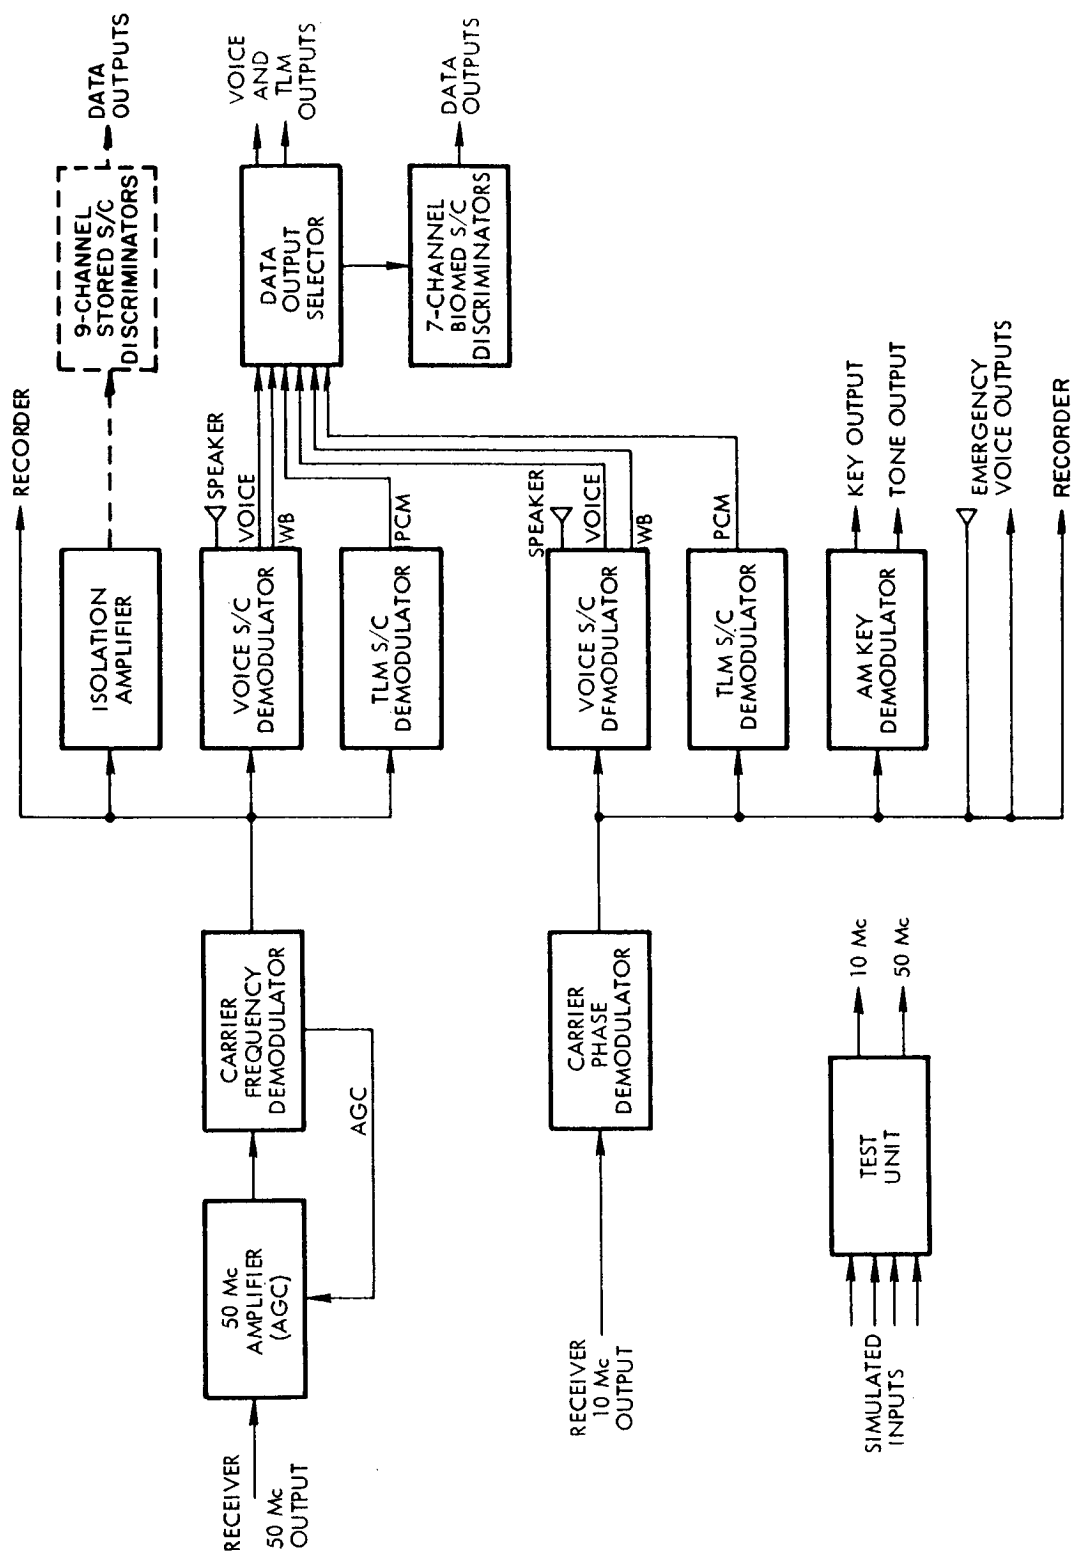 RECEIVER
50 Mc
OUTPUT
50 Mc
AMPLIFIER
(AGC)
AGC
CARRIER
FREQUENCY
DEMODULATOR
RECORDER
ISOLATION
AMPLIFIER
9-CHANNEL
STORED S/C
DISCRIMINATORS
DATA
OUTPUTS
VOICE S/C
DEMODULATOR
SPEAKER
VOICE
WB
TLM S/C
DEMODULATOR
PCM
DATA
OUTPUT
SELECTOR
VOICE
AND
TLM
OUTPUTS
7-CHANNEL
BIOMED S/C
DISCRIMINATORS
DATA
OUTPUTS
RECEIVER
10 Mc
OUTPUT
CARRIER
PHASE
DEMODULATOR
VOICE S/C
DFMODULATOR
SPEAKER
VOICE
WB
TLM S/C
DEMODULATOR
PCM
AM KEY
DEMODULATOR
KEY OUTPUT
TONE OUTPUT
EMERGENCY
VOICE OUTPUTS
RECORDER
SIMULATED
INPUTS
TEST
UNIT
10 Mc
50 Mc